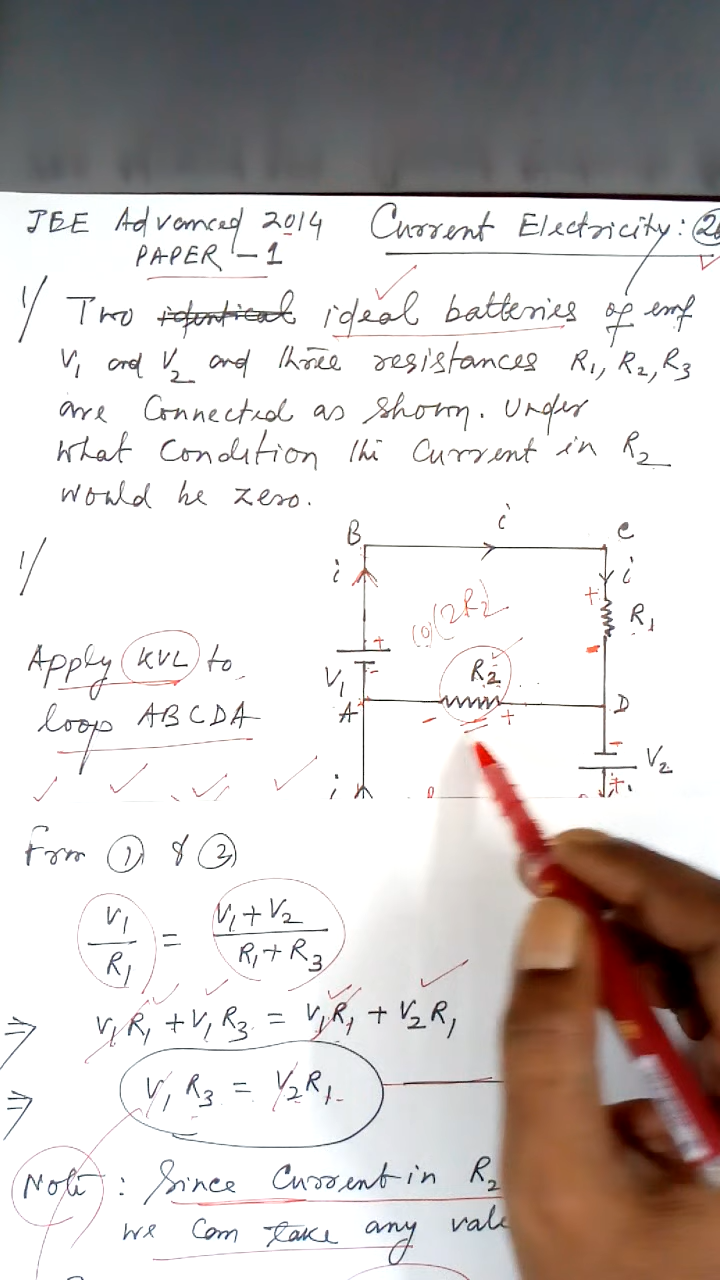 JEE Advanced 2014 Current Electricity: 2
PAPER - 1
1/ Two identical ideal batteries of emf
V₁ and V₂ and three resistances R₁, R₂, R₃
are Connected as shown. Under
what Condition the Current in R₂
would be zero.
1/
B i C
i i
+ R₁
(0)(2R₂)
Apply KVL to
+ - V₁ R₂ -
loop ABCDA
A - + D
- V₂
i +
From ① & ②
V₁/R₁ = V₁+V₂/R₁+R₃
⇒ V₁R₁ + V₁R₃ = V₁R₁ + V₂R₁
⇒ V₁R₃ = V₂R₁
Note : Since Current in R₂
we can take any